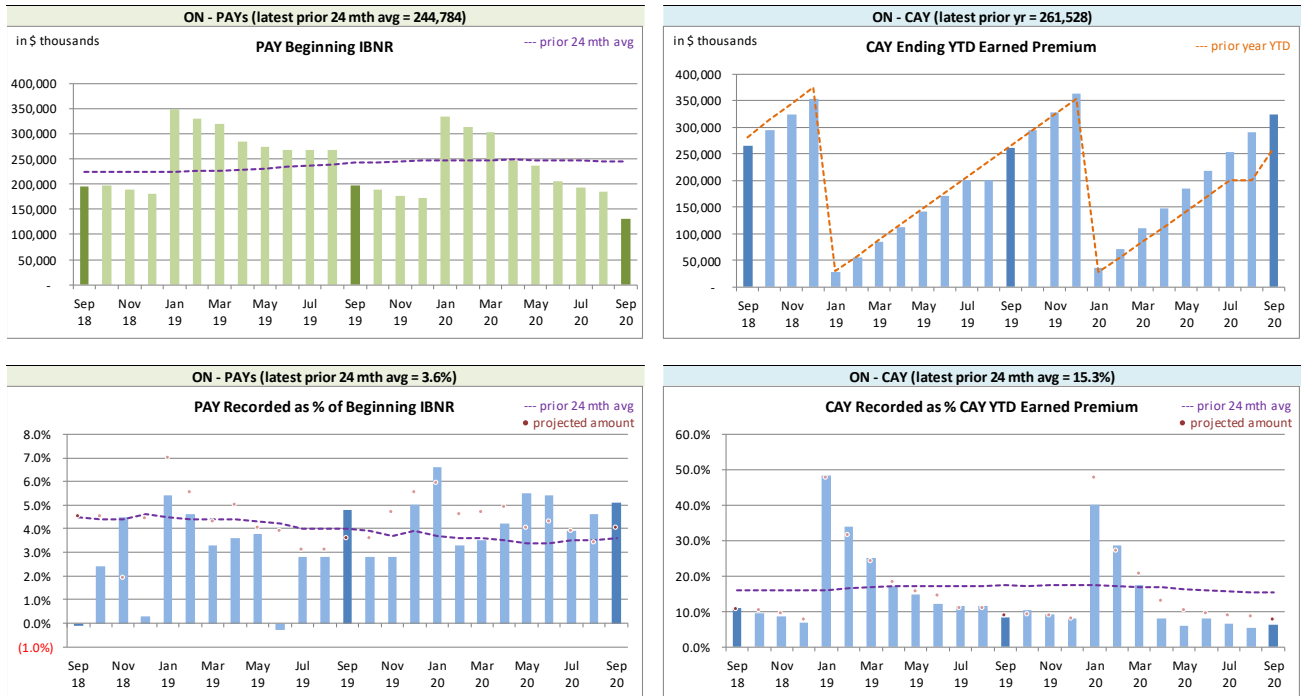 ON - PAYs (latest prior 24 mth avg = 244,784)
in $ thousands
PAY Beginning IBNR
--- prior 24 mth avg
400,000
350,000
300,000
250,000
200,000
150,000
100,000
50,000
-
Sep Nov Jan Mar May Jul Sep Nov Jan Mar May Jul Sep
18 18 19 19 19 19 19 19 20 20 20 20 20
ON - CAY (latest prior yr = 261,528)
in $ thousands
CAY Ending YTD Earned Premium
--- prior year YTD
400,000
350,000
300,000
250,000
200,000
150,000
100,000
50,000
-
Sep Nov Jan Mar May Jul Sep Nov Jan Mar May Jul Sep
18 18 19 19 19 19 19 19 20 20 20 20 20
ON - PAYs (latest prior 24 mth avg = 3.6%)
PAY Recorded as % of Beginning IBNR
--- prior 24 mth avg
• projected amount
8.0%
7.0%
6.0%
5.0%
4.0%
3.0%
2.0%
1.0%
0.0%
(1.0%)
Sep Nov Jan Mar May Jul Sep Nov Jan Mar May Jul Sep
18 18 19 19 19 19 19 19 20 20 20 20 20
ON - CAY (latest prior 24 mth avg = 15.3%)
CAY Recorded as % CAY YTD Earned Premium
--- prior 24 mth avg
• projected amount
60.0%
50.0%
40.0%
30.0%
20.0%
10.0%
0.0%
Sep Nov Jan Mar May Jul Sep Nov Jan Mar May Jul Sep
18 18 19 19 19 19 19 19 20 20 20 20 20